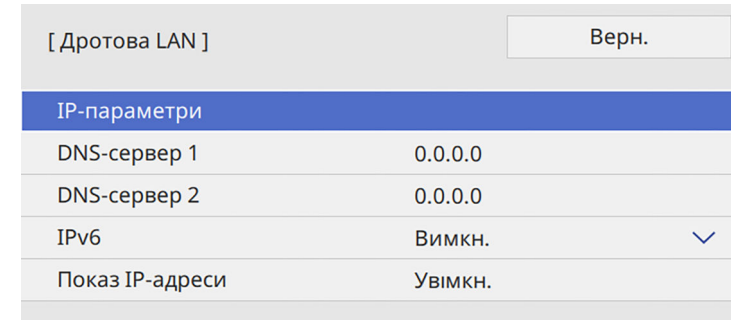 [ Дротова LAN ] Верн.
IP-параметри
DNS-сервер 1 0.0.0.0
DNS-сервер 2 0.0.0.0
IPv6 Вимкн.
Показ IP-адреси Увімкн.